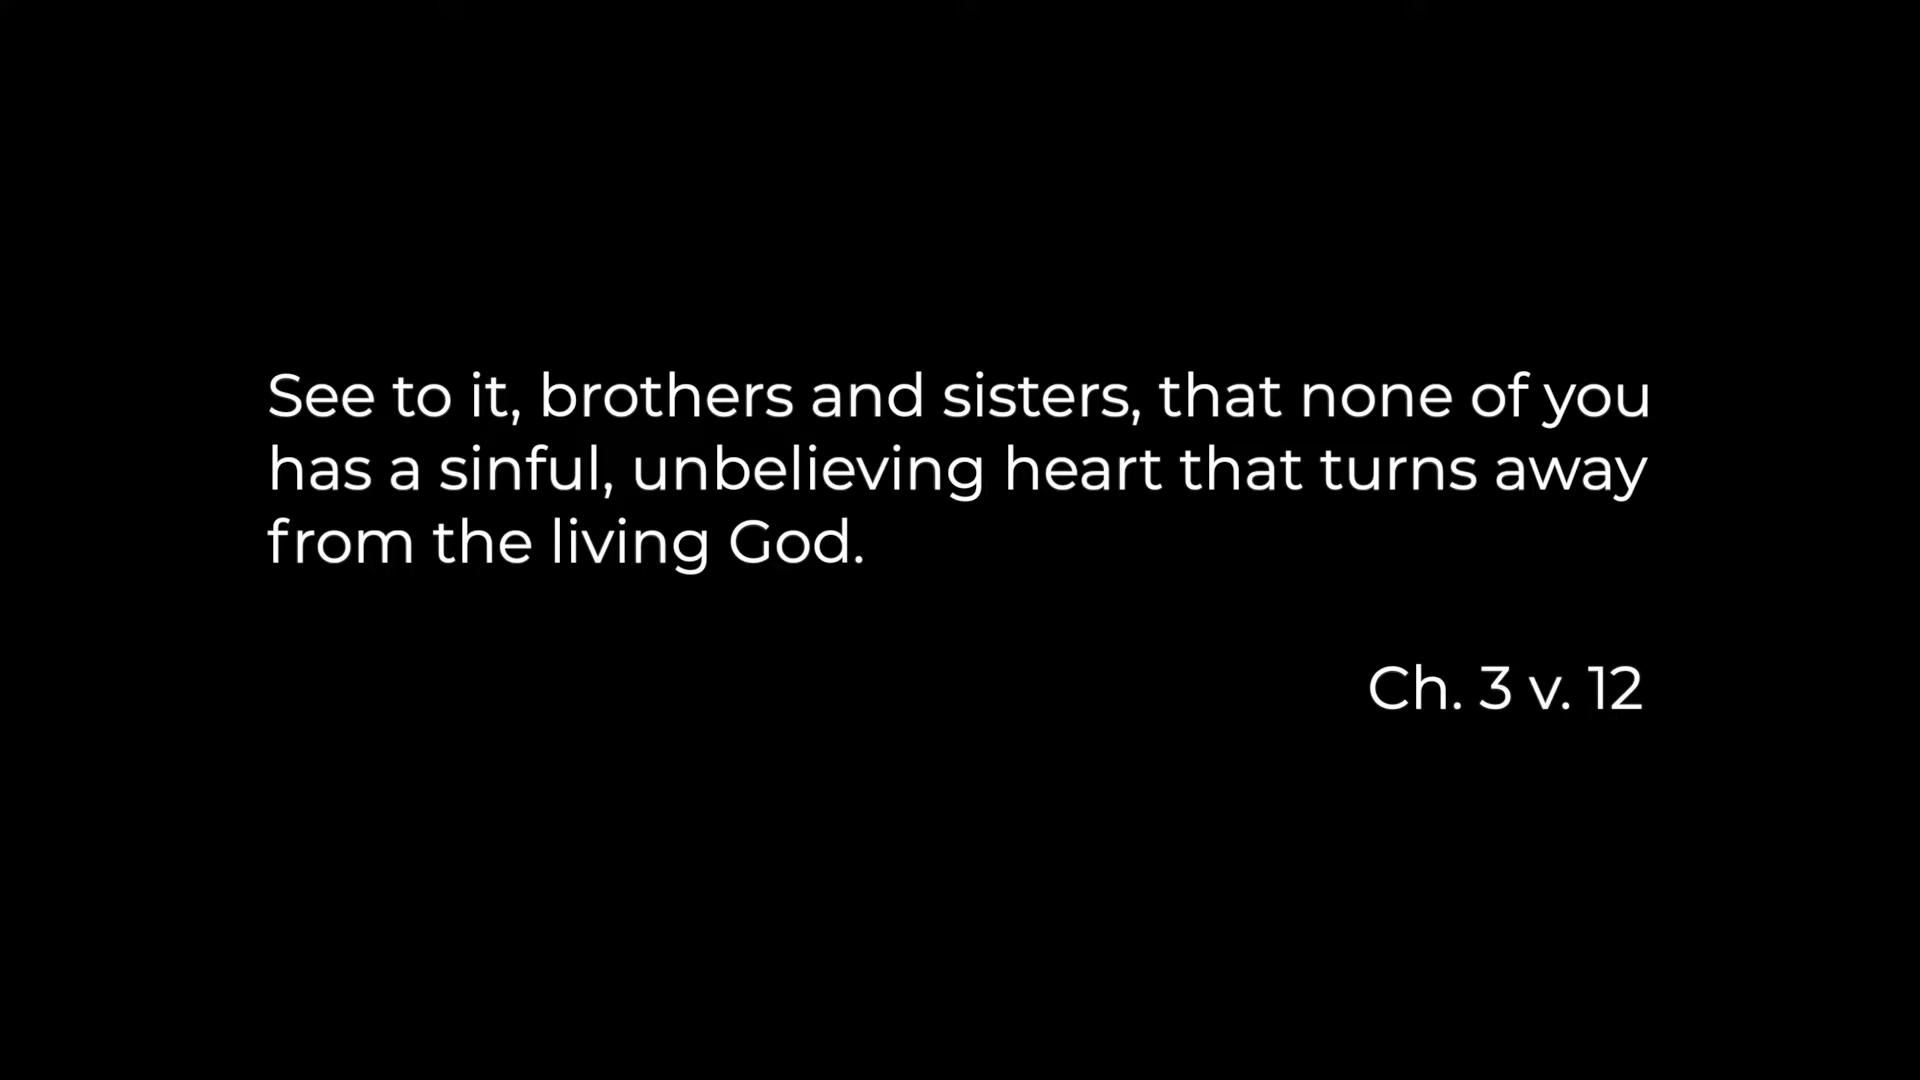 See to it, brothers and sisters, that none of you
has a sinful, unbelieving heart that turns away
from the living God.
Ch. 3 v. 12